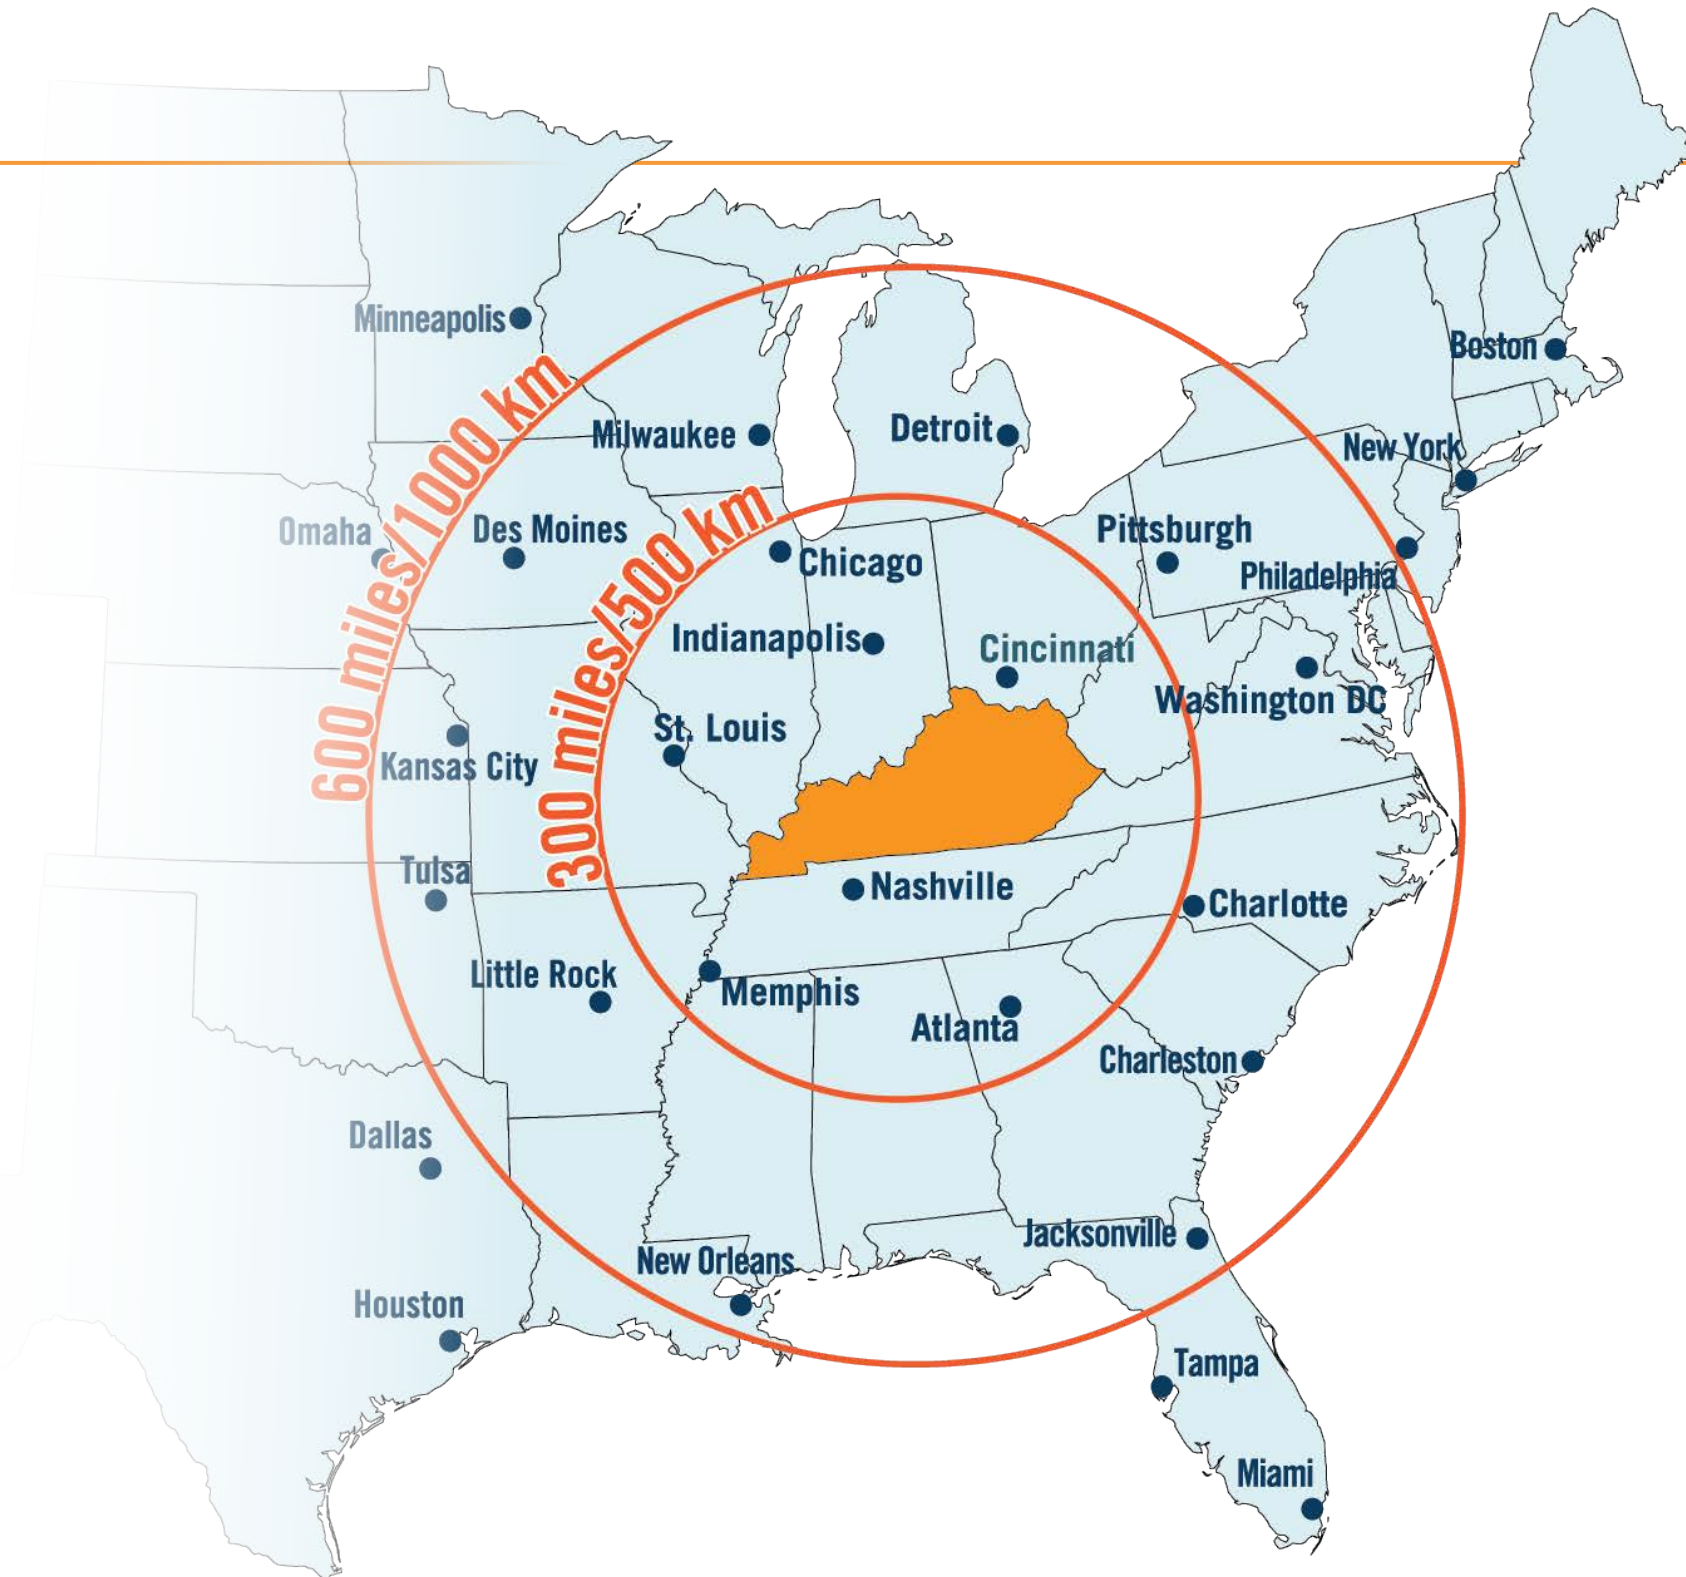 Minneapolis
Boston
600 miles/1000 km
Milwaukee
Detroit
New York
300 miles/500 km
Omaha
Des Moines
Pittsburgh
Chicago
Philadelphia
Indianapolis
Cincinnati
Washington DC
St. Louis
Kansas City
Tulsa
Nashville
Charlotte
Little Rock
Memphis
Atlanta
Charleston
Dallas
Jacksonville
New Orleans
Houston
Tampa
Miami